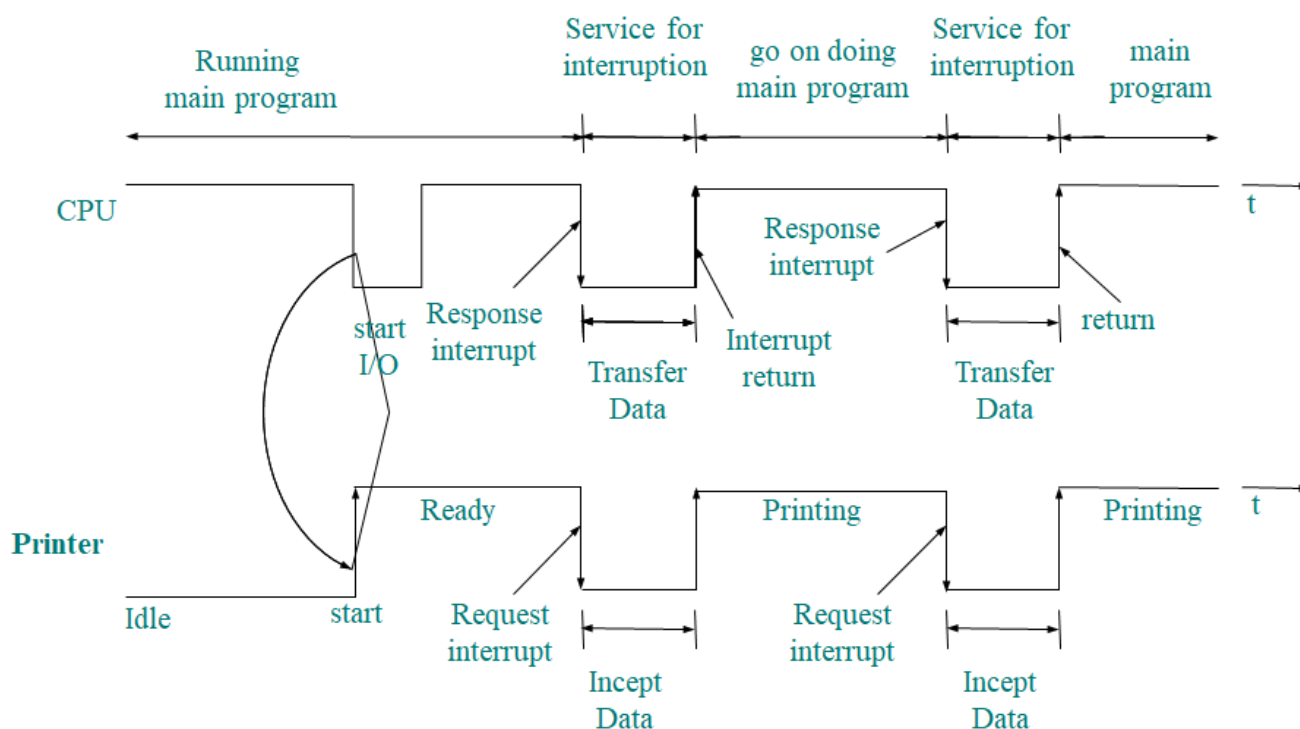 Running
main program
Service for
interruption
go on doing
main program
Service for
interruption
main
program
CPU
t
start
I/O
Response
interrupt
Interrupt
return
Response
interrupt
return
Transfer
Data
Transfer
Data
Printer
Idle
start
Ready
Printing
Printing
t
Request
interrupt
Request
interrupt
Incept
Data
Incept
Data